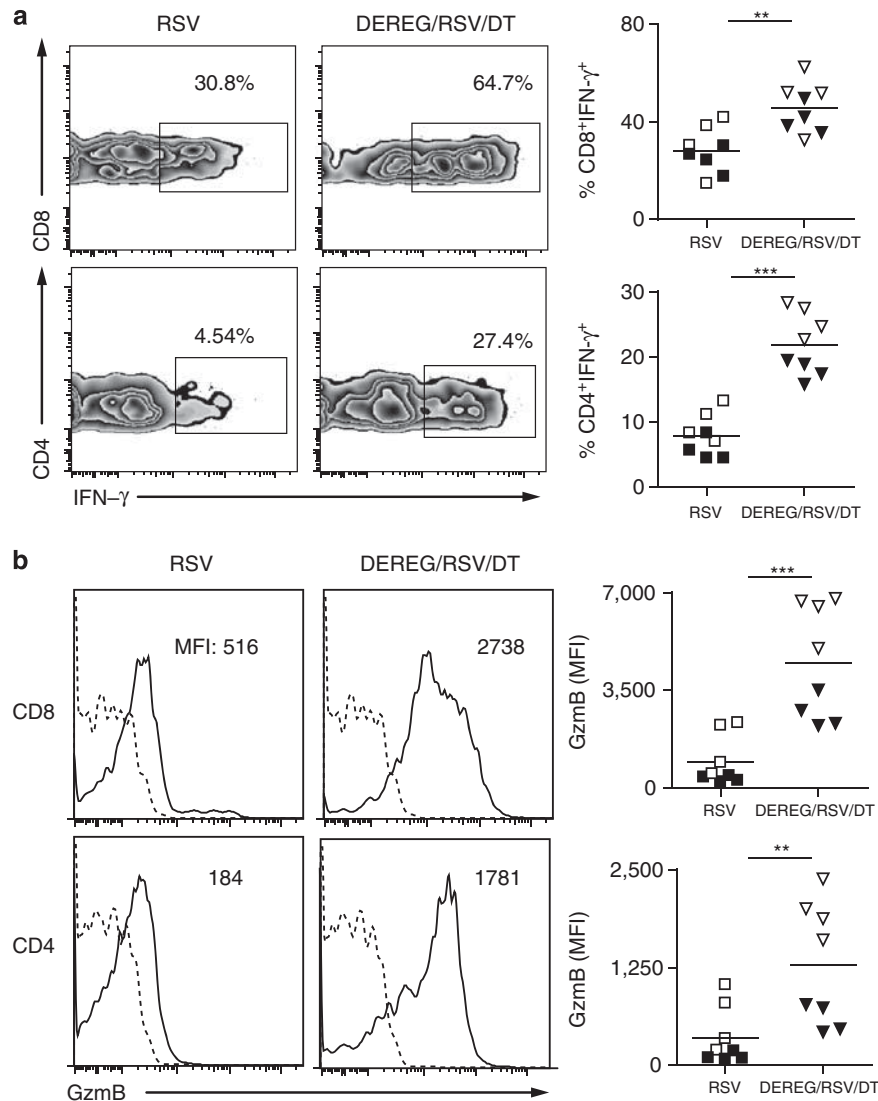 a
RSV
DEREG/RSV/DT
30.8%
64.7%
CD8
4.54%
27.4%
CD4
IFN–γ
80
40
0
% CD8⁺IFN-γ⁺
**
RSV
DEREG/RSV/DT
30
20
10
0
% CD4⁺IFN-γ⁺
***
RSV
DEREG/RSV/DT
b
RSV
DEREG/RSV/DT
CD8
MFI: 516
2738
CD4
184
1781
GzmB
7,000
3,500
0
GzmB (MFI)
***
RSV
DEREG/RSV/DT
2,500
1,250
0
GzmB (MFI)
**
RSV
DEREG/RSV/DT